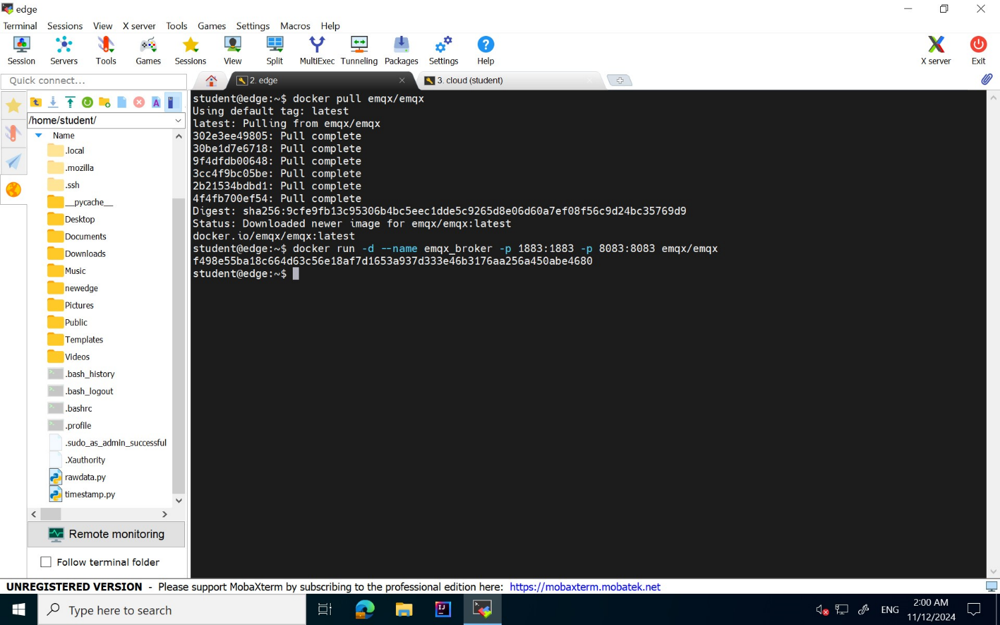 edge
Terminal Sessions View X server Tools Games Settings Macros Help
Session Servers Tools Games Sessions View Split MultiExec Tunneling Packages Settings Help X server Exit
Quick connect...
2. edge
3. cloud (student)
/home/student/
Name
.local
.mozilla
.ssh
__pycache__
Desktop
Documents
Downloads
Music
newedge
Pictures
Public
Templates
Videos
.bash_history
.bash_logout
.bashrc
.profile
.sudo_as_admin_successful
.Xauthority
rawdata.py
timestamp.py
Remote monitoring
Follow terminal folder
student@edge:~$ docker pull emqx/emqx
Using default tag: latest
latest: Pulling from emqx/emqx
302e3ee49805: Pull complete
30be1d7e6718: Pull complete
9f4dfdb00648: Pull complete
3cc4f9bc05be: Pull complete
2b21534bdbd1: Pull complete
4f4fb700ef54: Pull complete
Digest: sha256:9cfe9fb13c95306b4bc5eec1dde5c9265d8e06d60a7ef08f56c9d24bc35769d9
Status: Downloaded newer image for emqx/emqx:latest
docker.io/emqx/emqx:latest
student@edge:~$ docker run -d --name emqx_broker -p 1883:1883 -p 8083:8083 emqx/emqx
f498e55ba18c664d63c56e18af7d1653a937d333e46b3176aa256a450abe4680
student@edge:~$
UNREGISTERED VERSION - Please support MobaXterm by subscribing to the professional edition here: https://mobaxterm.mobatek.net
Type here to search
ENG
2:00 AM
11/12/2024